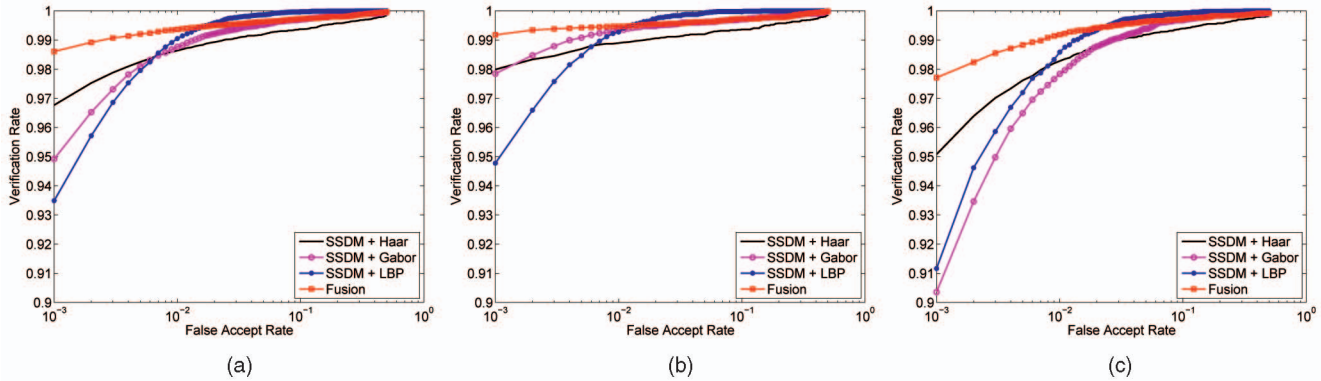 1
0.99
0.98
0.97
0.96
0.95
0.94
0.93
0.92
0.91
0.9
Verification Rate
SSDM + Haar
SSDM + Gabor
SSDM + LBP
Fusion
10⁻³ 10⁻² 10⁻¹ 10⁰
False Accept Rate
(a)
1
0.99
0.98
0.97
0.96
0.95
0.94
0.93
0.92
0.91
0.9
Verification Rate
SSDM + Haar
SSDM + Gabor
SSDM + LBP
Fusion
10⁻³ 10⁻² 10⁻¹ 10⁰
False Accept Rate
(b)
1
0.99
0.98
0.97
0.96
0.95
0.94
0.93
0.92
0.91
0.9
Verification Rate
SSDM + Haar
SSDM + Gabor
SSDM + LBP
Fusion
10⁻³ 10⁻² 10⁻¹ 10⁰
False Accept Rate
(c)